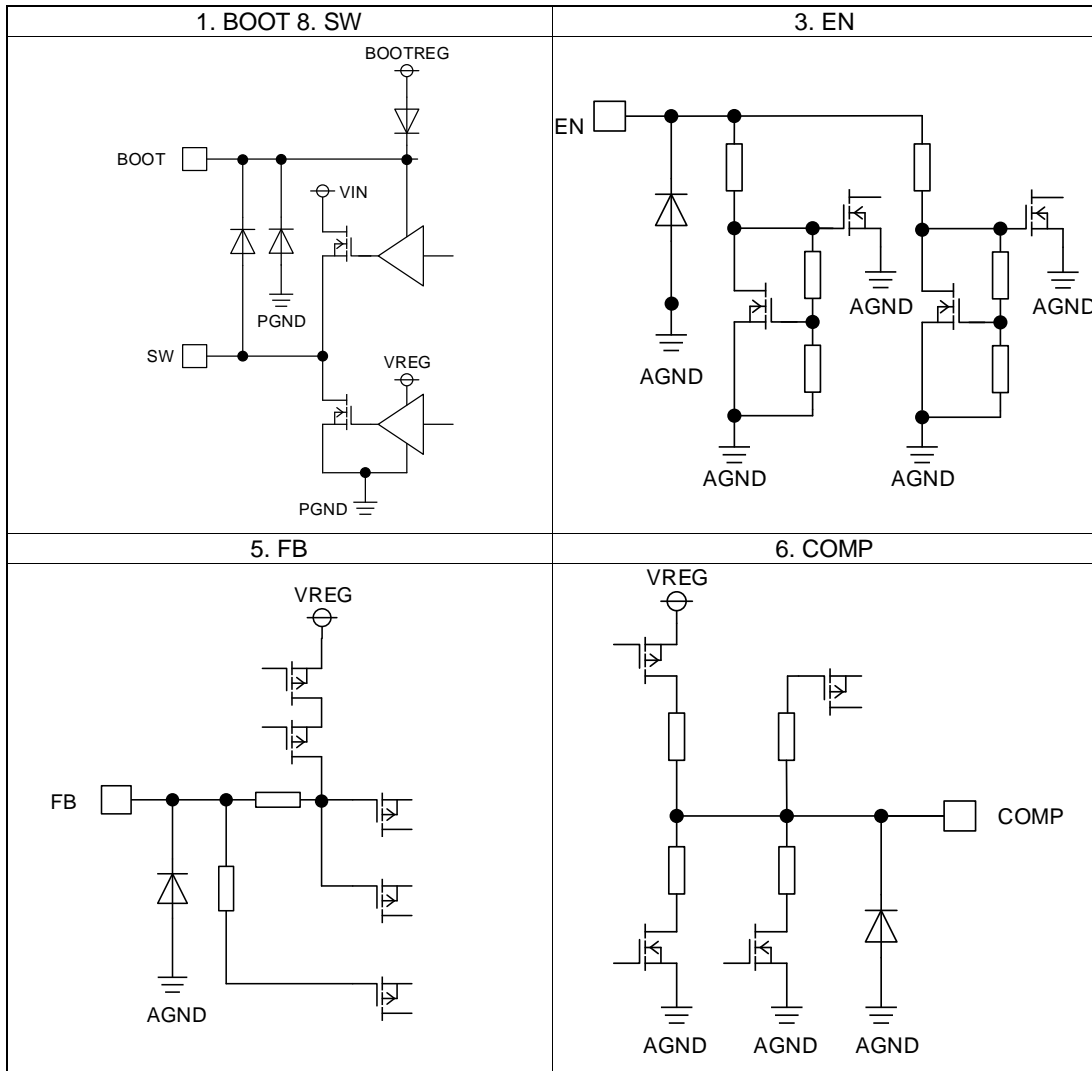 1. BOOT 8. SW
BOOTREG
BOOT
VIN
PGND
SW
VREG
PGND
3. EN
EN
AGND
AGND
AGND
AGND
AGND
5. FB
VREG
FB
AGND
6. COMP
VREG
COMP
AGND
AGND
AGND